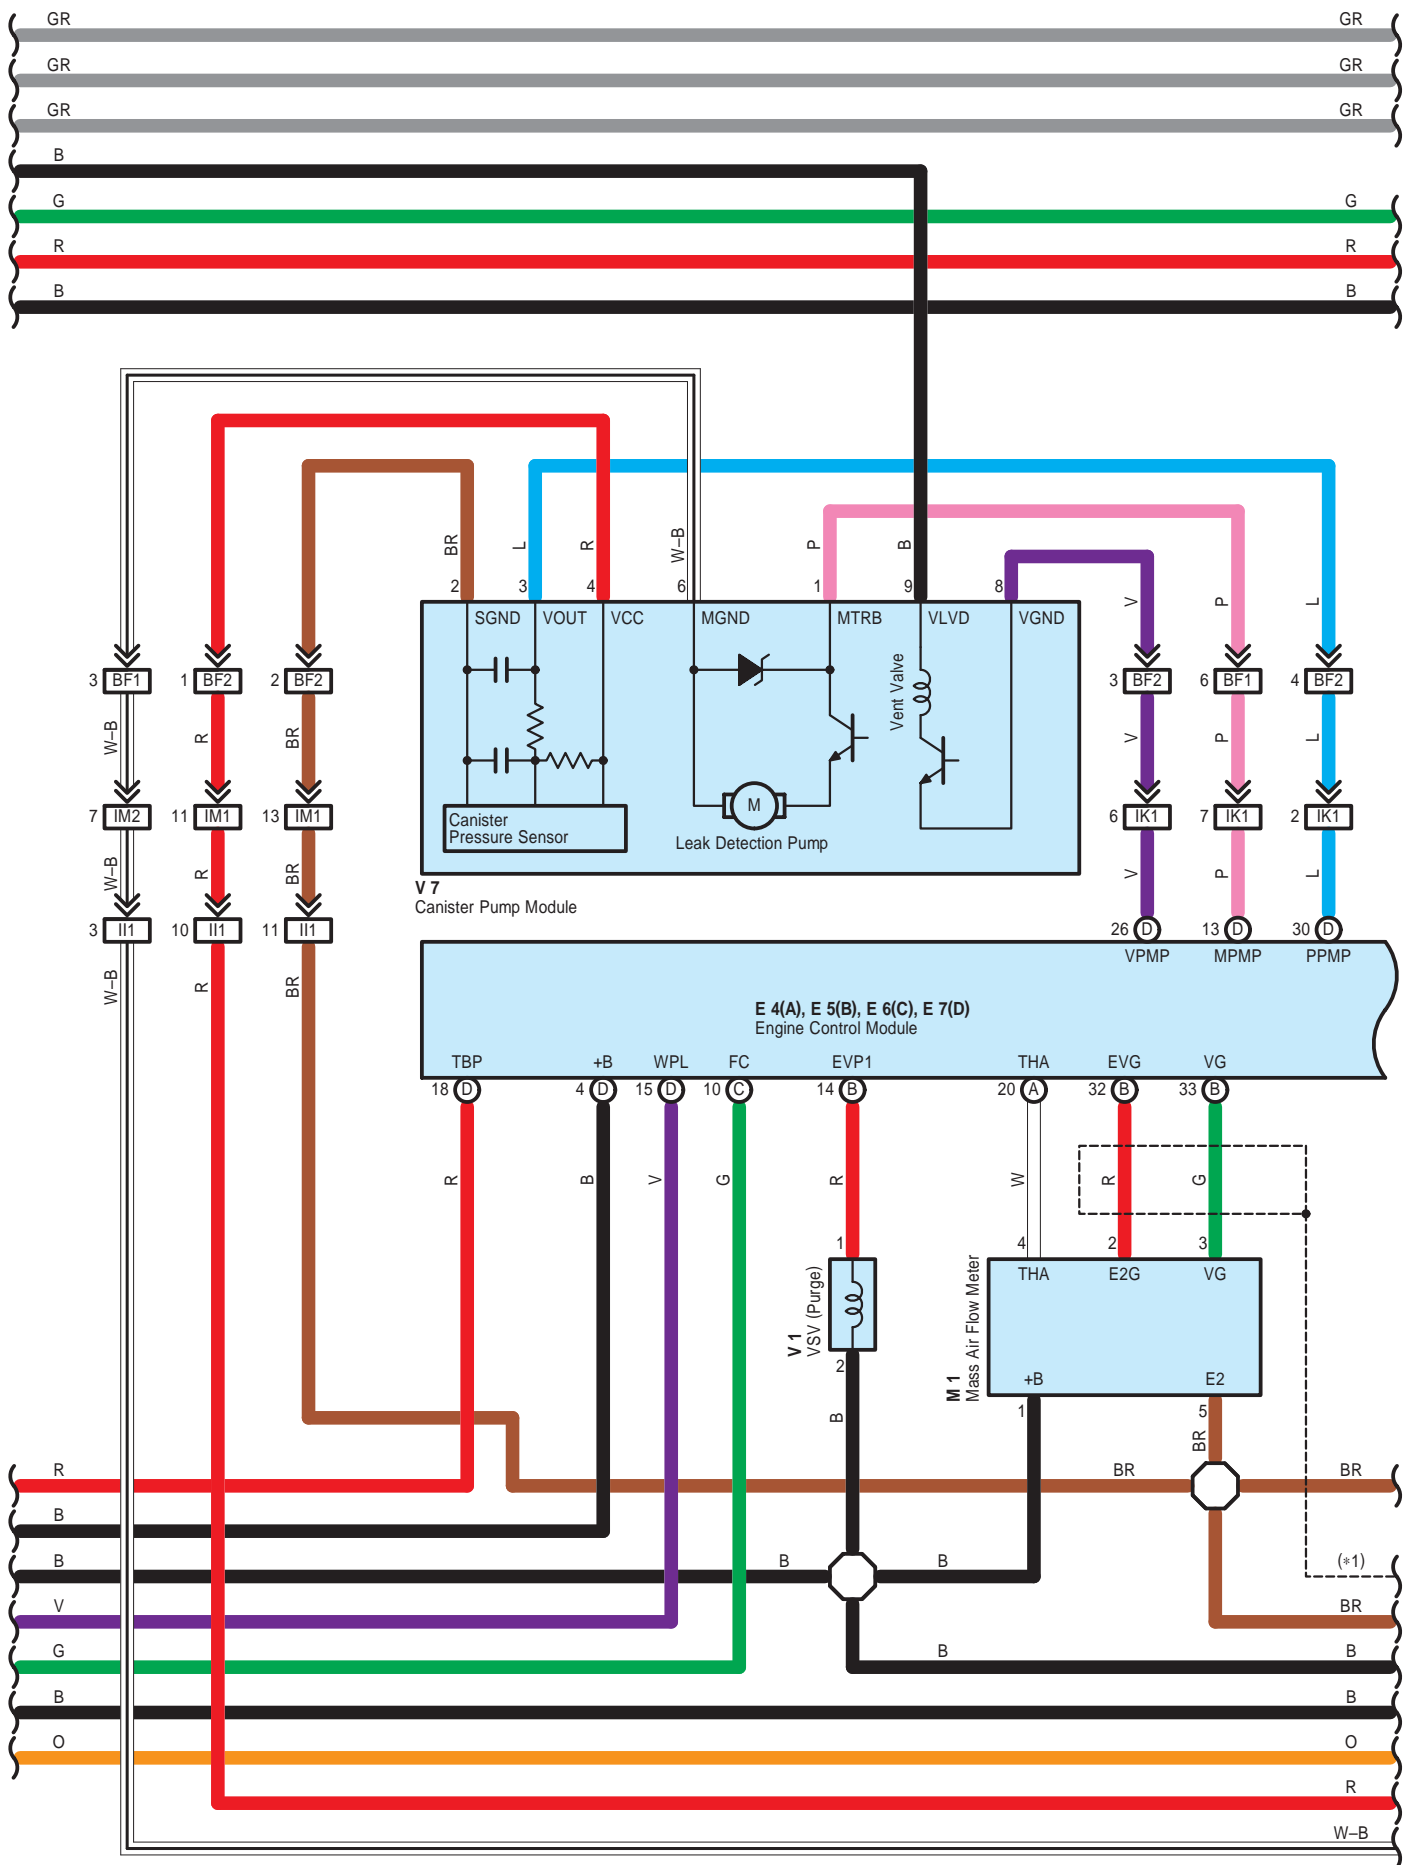 GR GR
GR GR
GR GR
B
G G
R R
B B
BR L R W–B P B
2 3 4 6 1 9 8
V P L
SGND VOUT VCC MGND MTRB VLVD VGND
Vent Valve
3 BF1 1 BF2 2 BF2 3 BF2 6 BF1 4 BF2
W–B R BR V P L
M
7 IM2 11 IM1 13 IM1 6 IK1 7 IK1 2 IK1
Canister
Pressure Sensor
Leak Detection Pump
W–B R BR V P L
V 7
Canister Pump Module
3 II1 10 II1 11 II1 26 D 13 D 30 D
VPMP MPMP PPMP
W–B R BR
E 4(A), E 5(B), E 6(C), E 7(D)
Engine Control Module
TBP +B WPL FC EVP1 THA EVG VG
18 D 4 D 15 D 10 C 14 B 20 A 32 B 33 B
R B V G R W R G
1 4 2 3
THA E2G VG
V 1
VSV (Purge)
M 1
Mass Air Flow Meter
2
+B E2
1 5
B BR
R BR BR
B
B B B (*1)
V BR
G B B
B B
O O
R
W–B